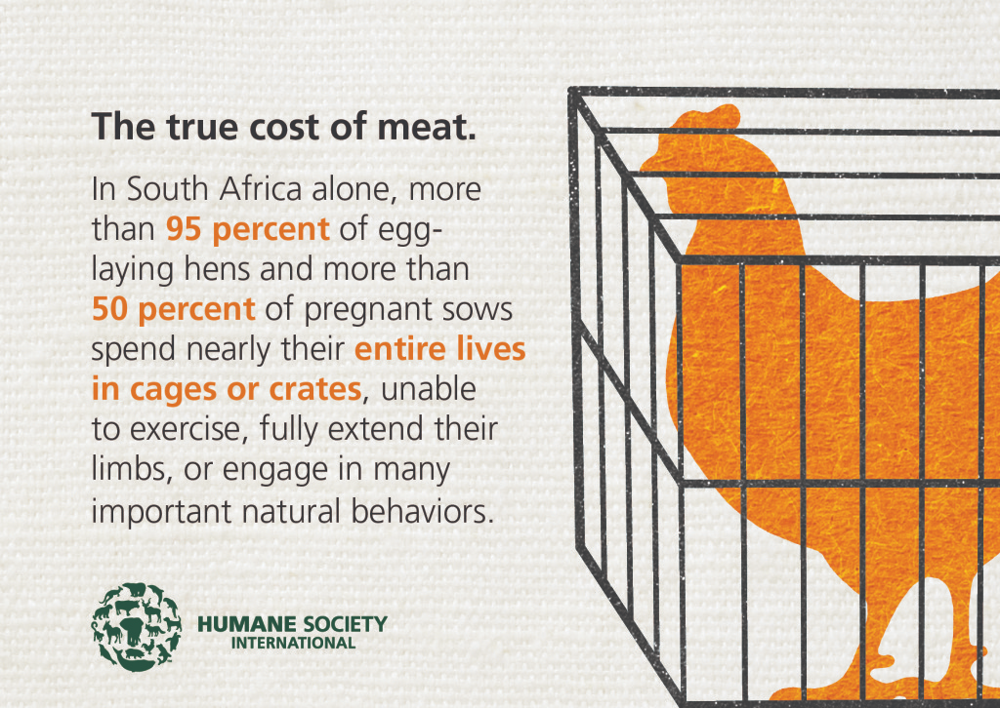 The true cost of meat.
In South Africa alone, more
than 95 percent of egg-
laying hens and more than
50 percent of pregnant sows
spend nearly their entire lives
in cages or crates, unable
to exercise, fully extend their
limbs, or engage in many
important natural behaviors.
HUMANE SOCIETY
INTERNATIONAL